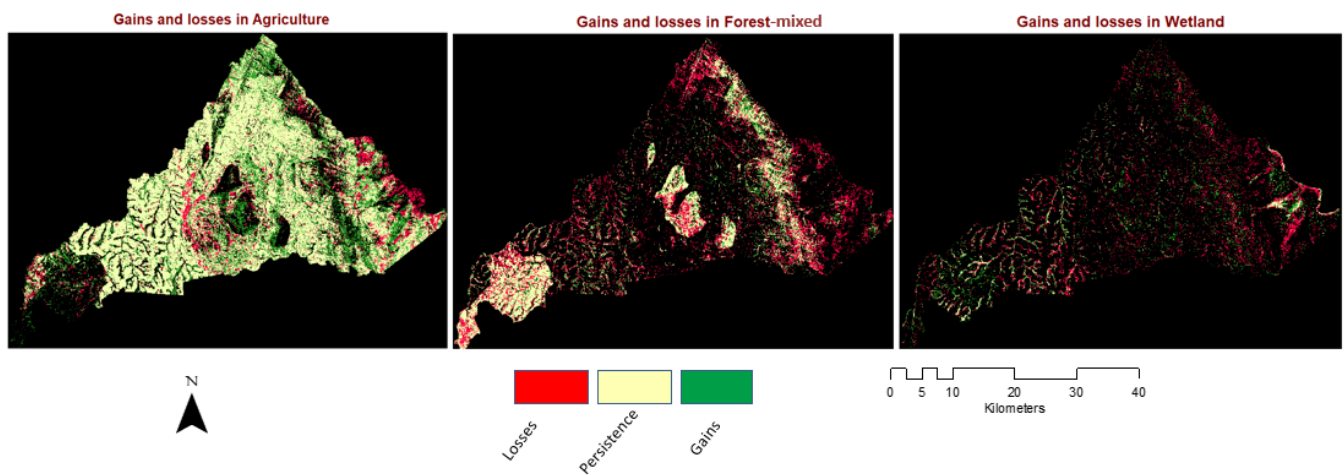 Gains and losses in Agriculture
Gains and losses in Forest-mixed
Gains and losses in Wetland
N
Losses
Persistence
Gains
0 5 10 20 30 40
Kilometers